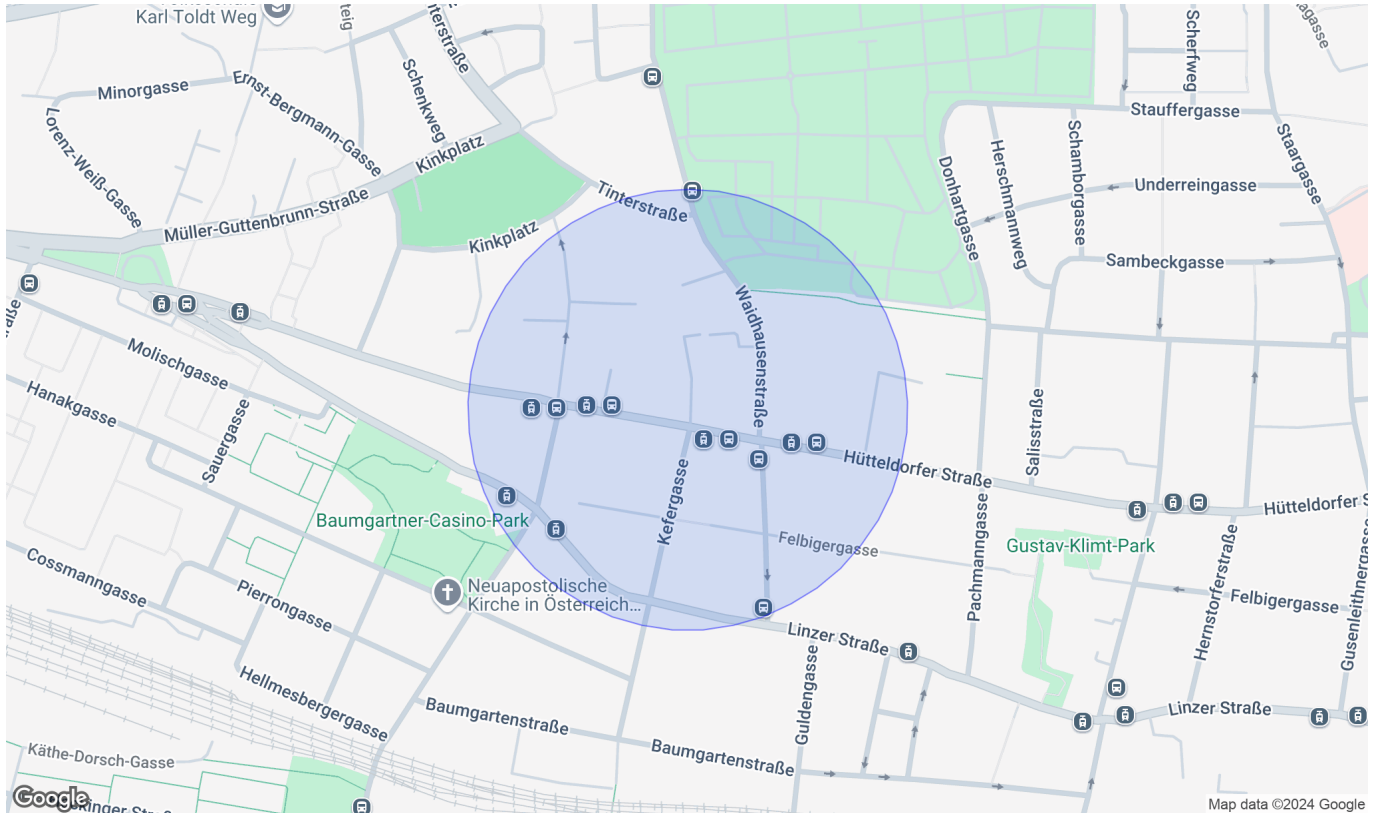 Karl Toldt Weg
Minorgasse
Ernst-Bergmann-Gasse
Schenkweg
Lorenz-Weiß-Gasse
Kinkplatz
Müller-Guttenbrunn-Straße
Kinkplatz
Tinterstraße
Scherfweg
Stauffergasse
Staargasse
Schamborgasse
Herschmannweg
Donhartgasse
Underreingasse
Sambeckgasse
Waidhausenstraße
Molischgasse
Hanakgasse
Sauergasse
Salisstraße
Hütteldorfer Straße
Hütteldorfer S
Baumgartner-Casino-Park
Kefergasse
Felbigergasse
Gustav-Klimt-Park
Pachmanngasse
Felbigergasse
Hernstorferstraße
Gusenleithnergasse
Cossmanngasse
Pierrongasse
Neuapostolische
Kirche in Österreich...
Linzer Straße
Guldengasse
Hellmesbergergasse
Baumgartenstraße
Baumgartenstraße
Linzer Straße
Käthe-Dorsch-Gasse
Google
Map data ©2024 Google